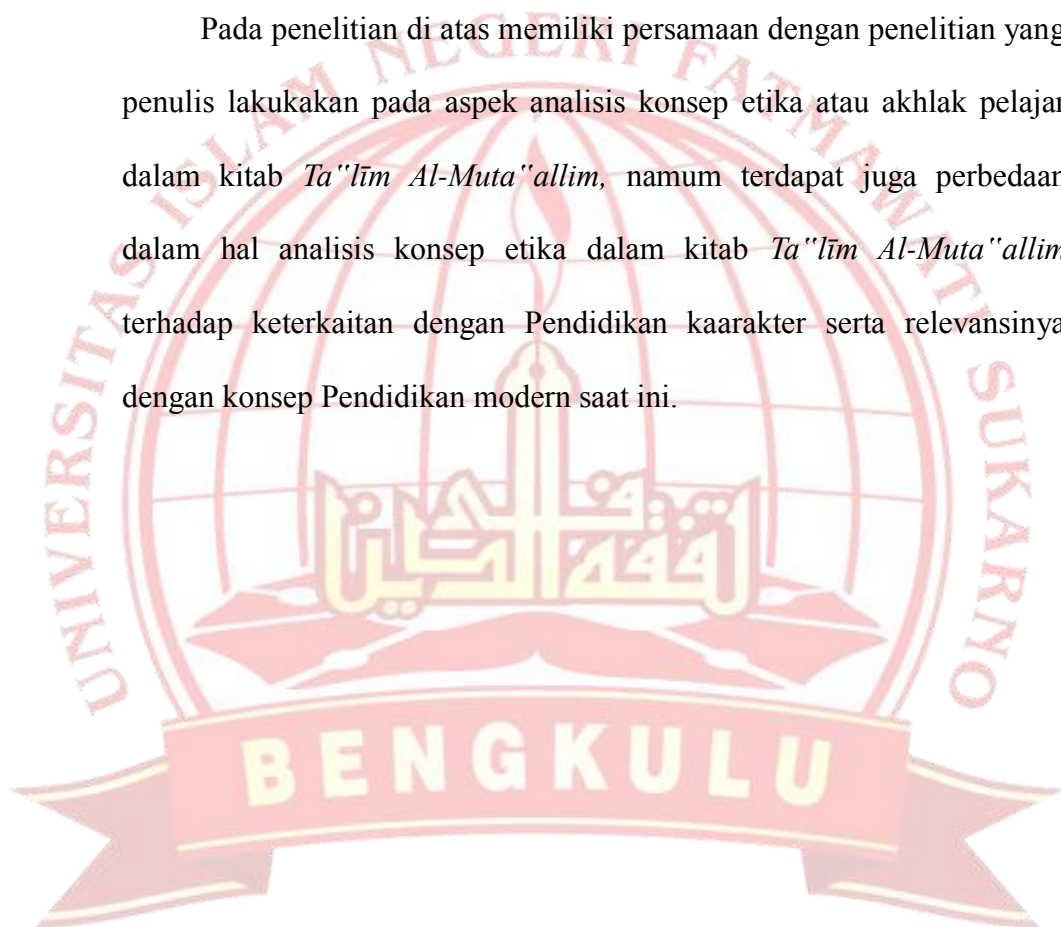 Pada penelitian di atas memiliki persamaan dengan penelitian yang
penulis lakukakan pada aspek analisis konsep etika atau akhlak pelajar
dalam kitab Ta‟līm Al-Muta‟allim, namum terdapat juga perbedaan
dalam hal analisis konsep etika dalam kitab Ta‟līm Al-Muta‟allim
terhadap keterkaitan dengan Pendidikan kaarakter serta relevansinya
dengan konsep Pendidikan modern saat ini.
UNIVERSITAS ISLAM NEGERI FATMAWATI SUKARNO
BENGKULU